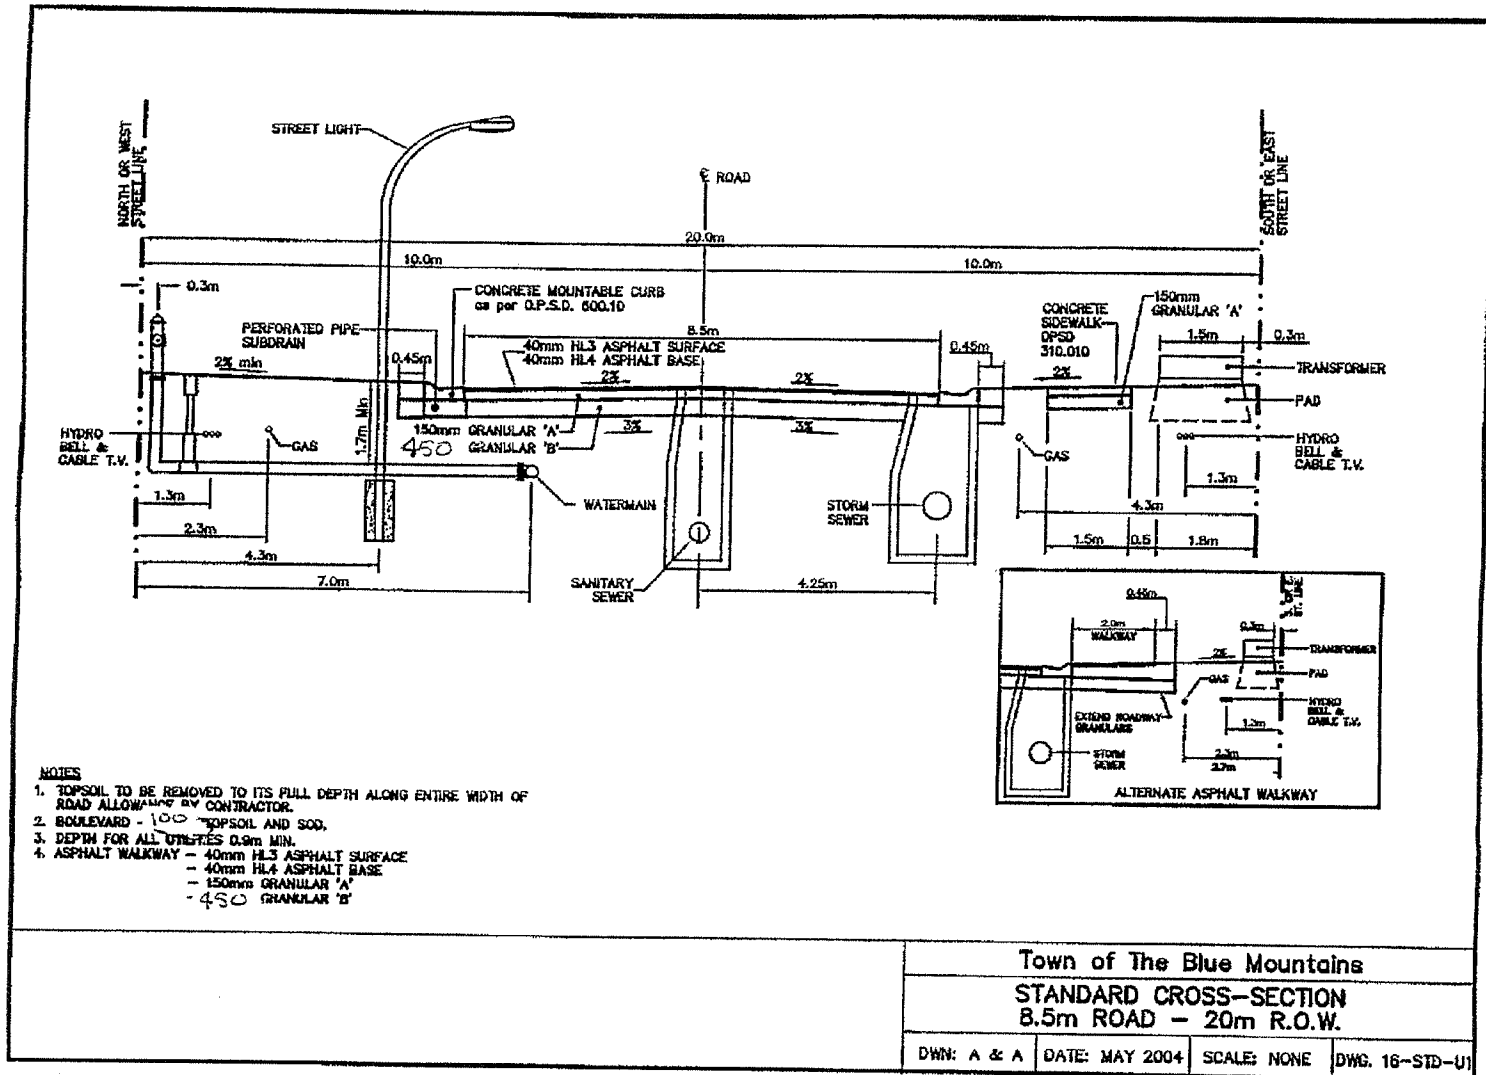 NORTH OR WEST
STREET LINE
STREET LIGHT
℄ ROAD
SOUTH OR EAST
STREET LINE
20.0m
10.0m
10.0m
0.3m
CONCRETE MOUNTABLE CURB
as per O.P.S.D. 600.10
PERFORATED PIPE
SUBDRAIN
8.5m
40mm HL3 ASPHALT SURFACE
40mm HL4 ASPHALT BASE
CONCRETE
SIDEWALK
OPSD
310.010
150mm
GRANULAR 'A'
1.5m
0.3m
0.45m
0.45m
2% min
2%
2%
2%
TRANSFORMER
PAD
1.7m Min
150mm GRANULAR 'A'
450 GRANULAR 'B'
3%
3%
HYDRO
BELL &
CABLE T.V.
GAS
GAS
HYDRO
BELL &
CABLE T.V.
WATERMAIN
STORM
SEWER
SANITARY
SEWER
1.3m
2.3m
4.3m
7.0m
4.25m
1.3m
4.3m
1.5m
0.5
1.8m
0.45m
2.0m
WALKWAY
0.3m
2%
TRANSFORMER
PAD
GAS
HYDRO
BELL &
CABLE T.V.
EXTEND ROADWAY
GRANULARS
STORM
SEWER
2.3m
2.7m
ALTERNATE ASPHALT WALKWAY
NOTES
1. TOPSOIL TO BE REMOVED TO ITS FULL DEPTH ALONG ENTIRE WIDTH OF
ROAD ALLOWANCE BY CONTRACTOR.
2. BOULEVARD - 100 TOPSOIL AND SOD.
3. DEPTH FOR ALL UTILITIES 0.9m MIN.
4. ASPHALT WALKWAY - 40mm HL3 ASPHALT SURFACE
- 40mm HL4 ASPHALT BASE
- 150mm GRANULAR 'A'
- 450 GRANULAR 'B'
Town of The Blue Mountains
STANDARD CROSS-SECTION
8.5m ROAD - 20m R.O.W.
DWN: A & A
DATE: MAY 2004
SCALE: NONE
DWG. 16-STD-U1